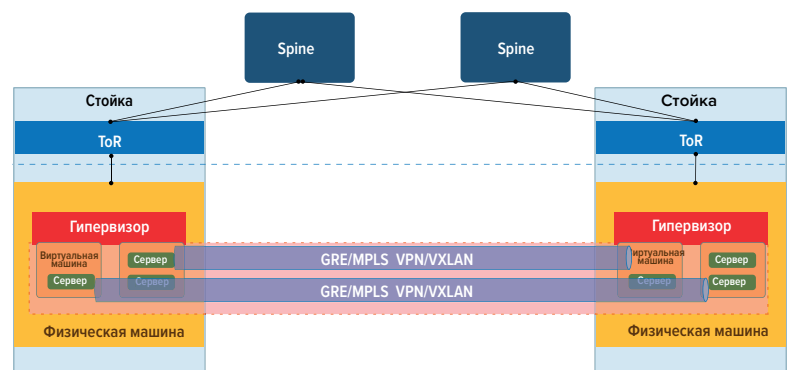 Spine
Spine
Стойка
Стойка
ToR
ToR
Гипервизор
Гипервизор
Виртуальная
машина
Сервер
Сервер
Сервер
GRE/MPLS VPN/VXLAN
GRE/MPLS VPN/VXLAN
Виртуальная
машина
Сервер
Сервер
Сервер
Физическая машина
Физическая машина